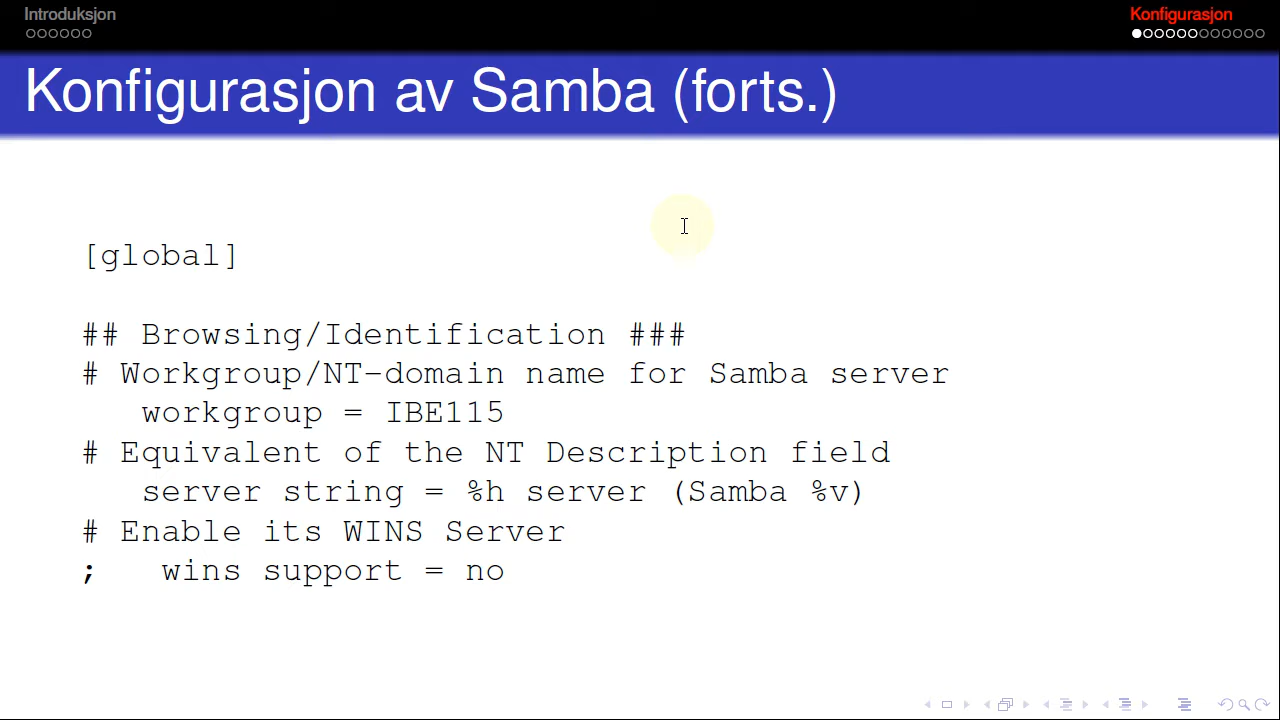 Introduksjon
Konfigurasjon
Konfigurasjon av Samba (forts.)
[global]
## Browsing/Identification ###
# Workgroup/NT-domain name for Samba server
workgroup = IBE115
# Equivalent of the NT Description field
server string = %h server (Samba %v)
# Enable its WINS Server
; wins support = no